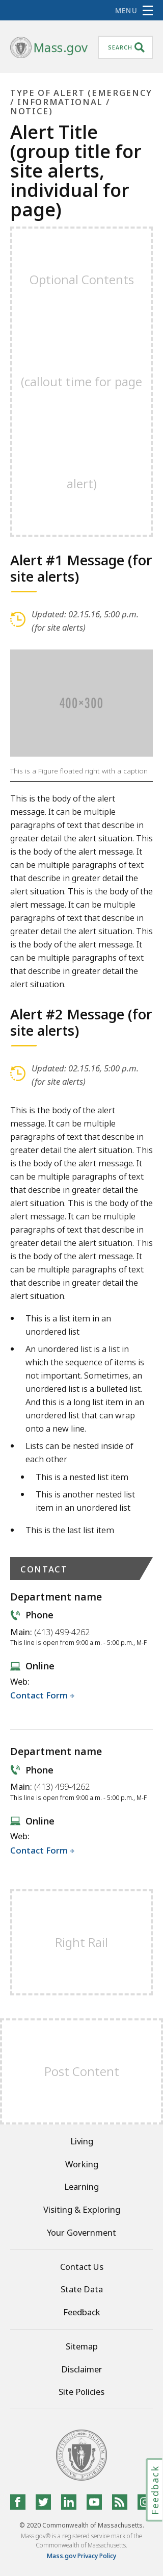 MENU
Mass.gov
SEARCH
TYPE OF ALERT (EMERGENCY
/ INFORMATIONAL /
NOTICE)
Alert Title
(group title for
site alerts,
individual for
page)
Optional Contents
(callout time for page
alert)
Alert #1 Message (for
site alerts)
Updated: 02.15.16, 5:00 p.m.
(for site alerts)
400×300
This is a Figure floated right with a caption
This is the body of the alert
message. It can be multiple
paragraphs of text that describe in
greater detail the alert situation. This
is the body of the alert message. It
can be multiple paragraphs of text
that describe in greater detail the
alert situation. This is the body of the
alert message. It can be multiple
paragraphs of text that describe in
greater detail the alert situation. This
is the body of the alert message. It
can be multiple paragraphs of text
that describe in greater detail the
alert situation.
Alert #2 Message (for
site alerts)
Updated: 02.15.16, 5:00 p.m.
(for site alerts)
This is the body of the alert
message. It can be multiple
paragraphs of text that describe in
greater detail the alert situation. This
is the body of the alert message. It
can be multiple paragraphs of text
that describe in greater detail the
alert situation. This is the body of the
alert message. It can be multiple
paragraphs of text that describe in
greater detail the alert situation. This
is the body of the alert message. It
can be multiple paragraphs of text
that describe in greater detail the
alert situation.
• This is a list item in an
unordered list
• An unordered list is a list in
which the sequence of items is
not important. Sometimes, an
unordered list is a bulleted list.
And this is a long list item in an
unordered list that can wrap
onto a new line.
• Lists can be nested inside of
each other
• This is a nested list item
• This is another nested list
item in an unordered list
• This is the last list item
CONTACT
Department name
Phone
Main: (413) 499-4262
This line is open from 9:00 a.m. - 5:00 p.m., M-F
Online
Web:
Contact Form
Department name
Phone
Main: (413) 499-4262
This line is open from 9:00 a.m. - 5:00 p.m., M-F
Online
Web:
Contact Form
Right Rail
Post Content
Living
Working
Learning
Visiting & Exploring
Your Government
Contact Us
State Data
Feedback
Sitemap
Disclaimer
Site Policies
Feedback
© 2020 Commonwealth of Massachusetts.
Mass.gov® is a registered service mark of the
Commonwealth of Massachusetts.
Mass.gov Privacy Policy